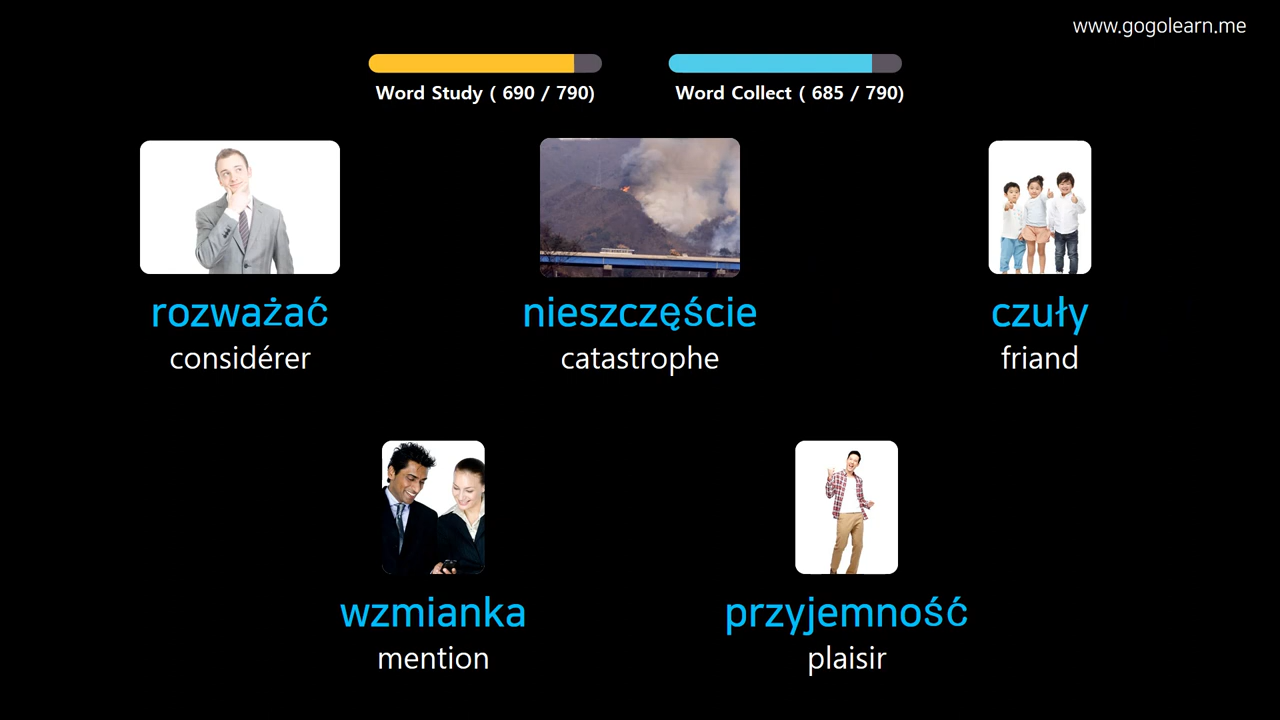 www.gogolearn.me
Word Study ( 690 / 790)
Word Collect ( 685 / 790)
rozważać
considérer
nieszczęście
catastrophe
czuły
friand
wzmianka
mention
przyjemność
plaisir